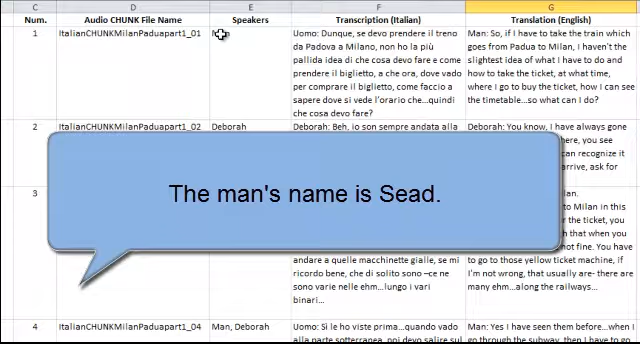 C D E F G
Num. Audio CHUNK File Name Speakers Transcription (Italian) Translation (English)
1 ItalianCHUNKMilanPaduapart1_01
Uomo: Dunque, se devo prendere il treno
da Padova a Milano, non ho la più
pallida idea di che cosa devo fare e come
prendere il biglietto, a che ora, dove vado
per comprare il biglietto, come faccio a
sapere dove si vede l'orario che...quindi
che cosa devo fare?
Man: So, if I have to take the train which
goes from Padua to Milan, I haven't the
slightest idea of what I have to do and
how to take the ticket, at what time,
where I go to buy the ticket, how I can see
the timetable...so what can I do?
2 ItalianCHUNKMilanPaduapart1_02 Deborah
Deborah: Beh, io son sempre andata alla
Deborah: You know, I have always gone
you see
can recognize it
arrive, ask for
The man's name is Sead.
3
to Milan in this
the ticket, you
that when you
not fine. You have
andare a quelle macchinette gialle, se mi
ricordo bene, che di solito sono –ce ne
sono varie nelle ehm...lungo i vari
binari...
to go to those yellow ticket machine, if
I'm not wrong, that usually are- there are
many ehm...along the railways...
4 ItalianCHUNKMilanPaduapart1_04 Man, Deborah
Uomo: Sì le ho viste prima...quando vado
alla parte sotterranea, poi devo salire sul
Man: Yes I have seen them before...when I
go through the subway, then I have to go